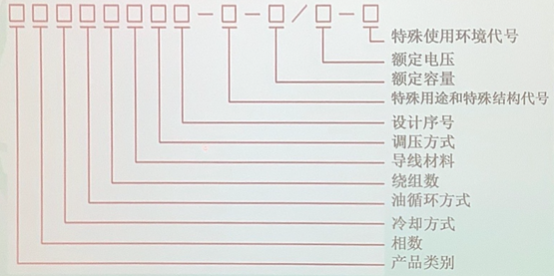 □□□□□□□□-□-□/□-□
特殊使用环境代号
额定电压
额定容量
特殊用途和特殊结构代号
设计序号
调压方式
导线材料
绕组数
油循环方式
冷却方式
相数
产品类别